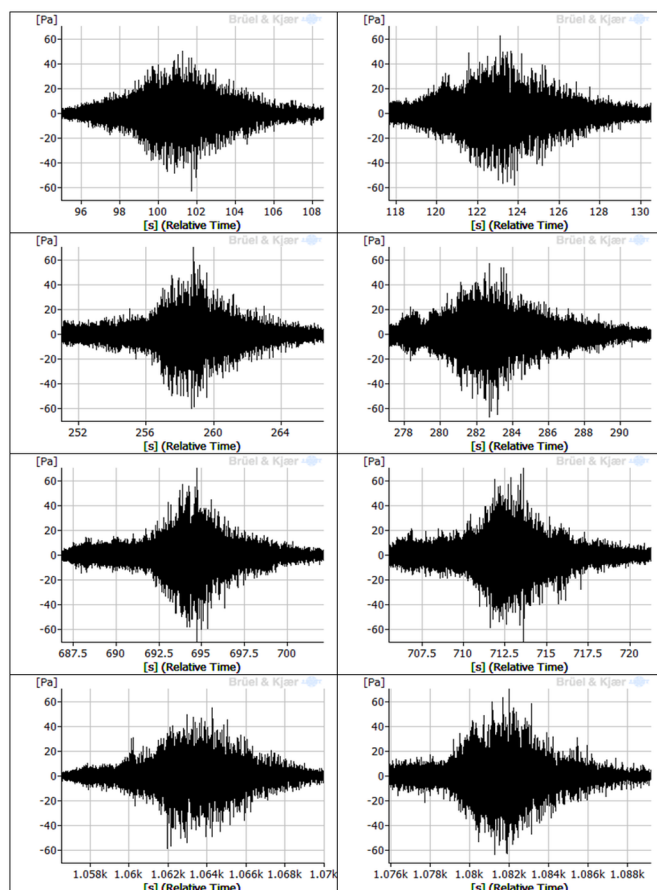 [Pa] Brüel & Kjær
60
40
20
0
-20
-40
-60
96 98 100 102 104 106 108
[s] (Relative Time)
[Pa] Brüel & Kjær
60
40
20
0
-20
-40
-60
118 120 122 124 126 128 130
[s] (Relative Time)
[Pa] Brüel & Kjær
60
40
20
0
-20
-40
-60
252 256 260 264
[s] (Relative Time)
[Pa] Brüel & Kjær
60
40
20
0
-20
-40
-60
278 280 282 284 286 288 290
[s] (Relative Time)
[Pa] Brüel & Kjær
60
40
20
0
-20
-40
-60
687.5 690 692.5 695 697.5 700
[s] (Relative Time)
[Pa] Brüel & Kjær
60
40
20
0
-20
-40
-60
707.5 710 712.5 715 717.5 720
[s] (Relative Time)
[Pa] Brüel & Kjær
60
40
20
0
-20
-40
-60
1.058k 1.06k 1.062k 1.064k 1.066k 1.068k 1.07k
[s] (Relative Time)
[Pa] Brüel & Kjær
60
40
20
0
-20
-40
-60
1.076k 1.078k 1.08k 1.082k 1.084k 1.086k 1.088k
[s] (Relative Time)